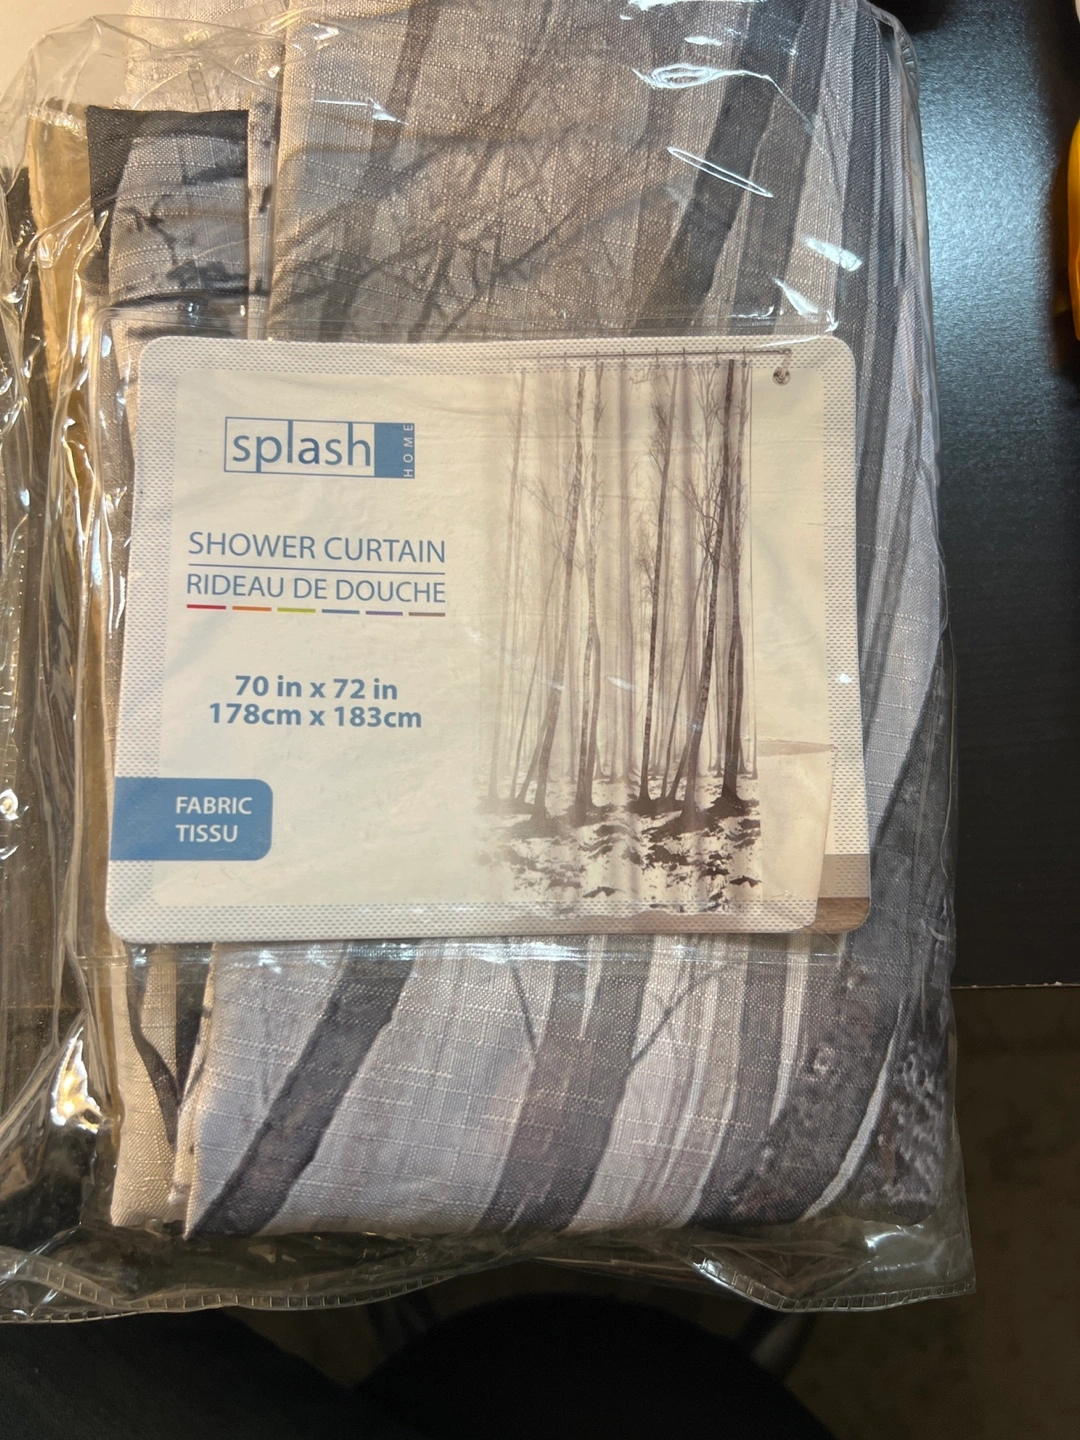 splash HOME
SHOWER CURTAIN
RIDEAU DE DOUCHE
70 in x 72 in
178cm x 183cm
FABRIC
TISSU